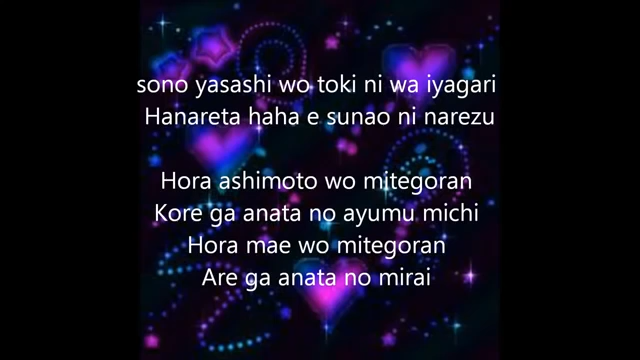 sono yasashi wo toki ni wa iyagari
Hanareta haha e sunao ni narezu
Hora ashimoto wo mitegoran
Kore ga anata no ayumu michi
Hora mae wo mitegoran
Are ga anata no mirai